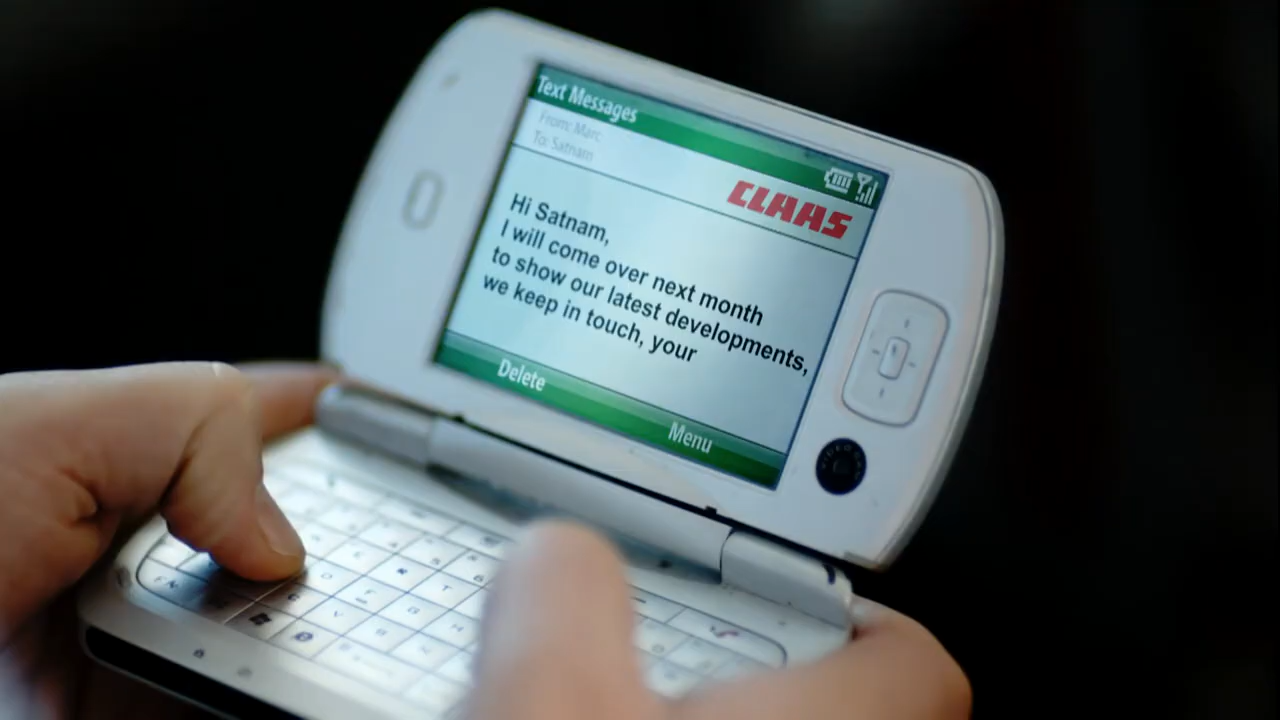 Text Messages
From: Marc
To: Satnam
CLAAS
Hi Satnam,
I will come over next month
to show our latest developments,
we keep in touch, your
Delete
Menu